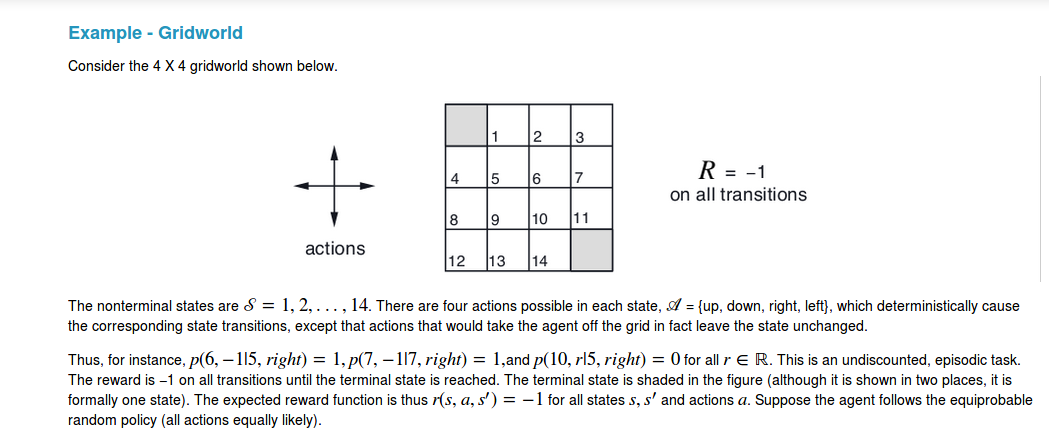 Example - Gridworld
Consider the 4 X 4 gridworld shown below.
1 2 3
4 5 6 7
8 9 10 11
12 13 14
actions
R = −1
on all transitions
The nonterminal states are 𝒮 = 1, 2, . . . , 14. There are four actions possible in each state, 𝒜 = {up, down, right, left}, which deterministically cause
the corresponding state transitions, except that actions that would take the agent off the grid in fact leave the state unchanged.
Thus, for instance, p(6, −1|5, right) = 1, p(7, −1|7, right) = 1,and p(10, r|5, right) = 0 for all r ∈ ℝ. This is an undiscounted, episodic task.
The reward is −1 on all transitions until the terminal state is reached. The terminal state is shaded in the figure (although it is shown in two places, it is
formally one state). The expected reward function is thus r(s, a, s′) = −1 for all states s, s′ and actions a. Suppose the agent follows the equiprobable
random policy (all actions equally likely).